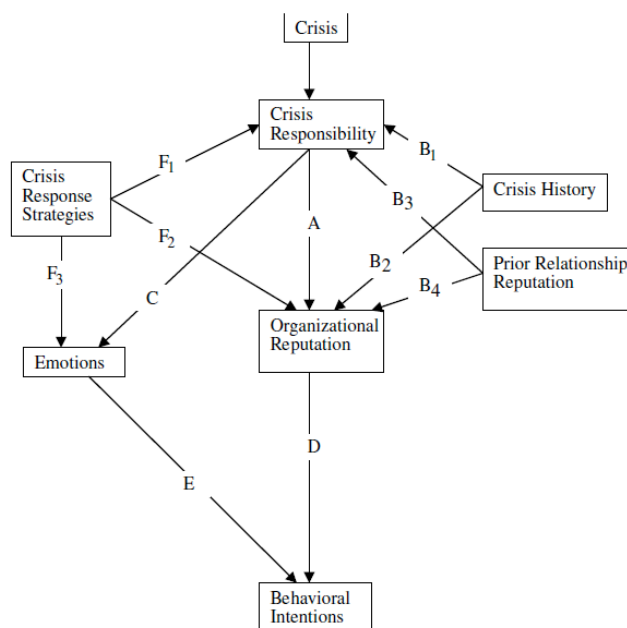 Crisis
Crisis
Responsibility
F1
B1
Crisis
Response
Strategies
Crisis History
B3
A
F2
B2
Prior Relationship
Reputation
F3
B4
C
Organizational
Reputation
Emotions
D
E
Behavioral
Intentions